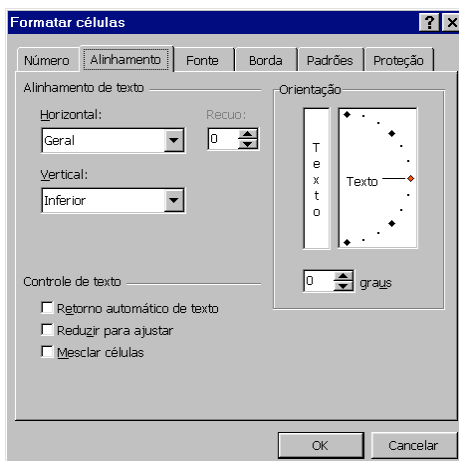 Formatar células
Número Alinhamento Fonte Borda Padrões Proteção
Alinhamento de texto
Horizontal: Recuo:
Geral 0
Vertical:
Inferior
Orientação
T
e
x
t
o
Texto
0 graus
Controle de texto
Retorno automático de texto
Reduzir para ajustar
Mesclar células
OK Cancelar